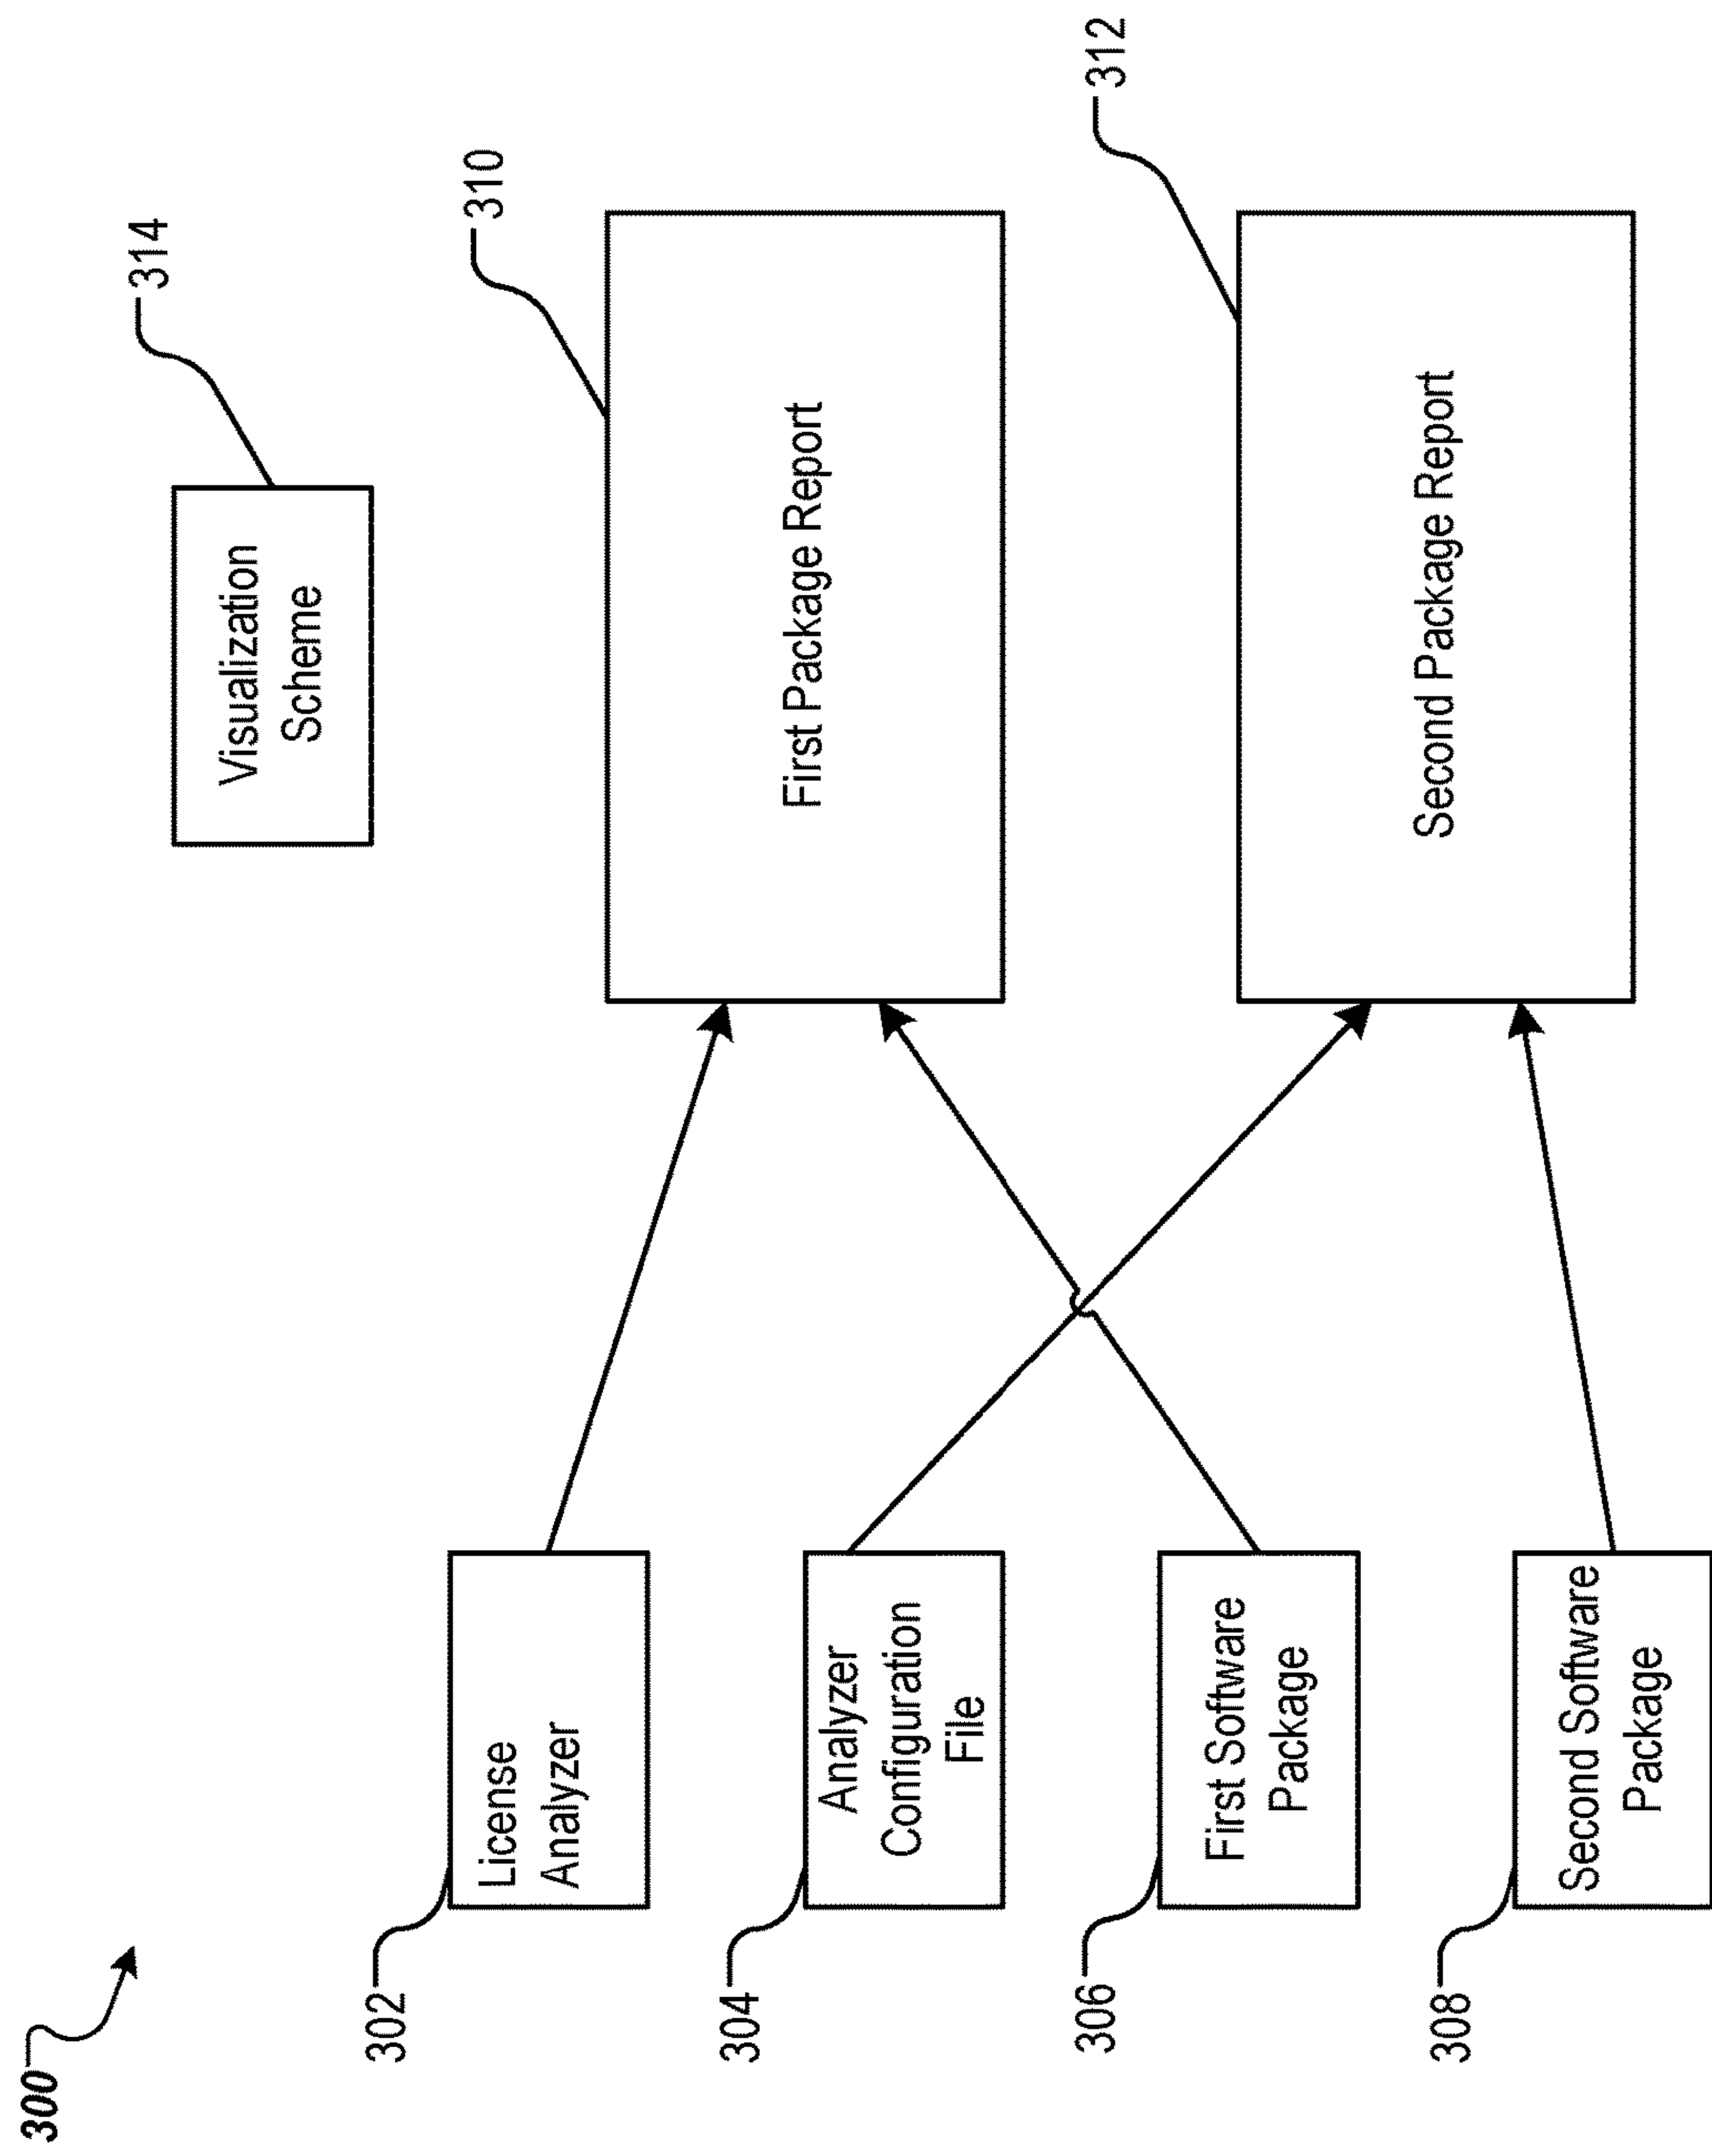 300
314
Visualization
Scheme
302
License
Analyzer
310
First Package Report
304
Analyzer
Configuration
File
306
First Software
Package
312
Second Package Report
308
Second Software
Package